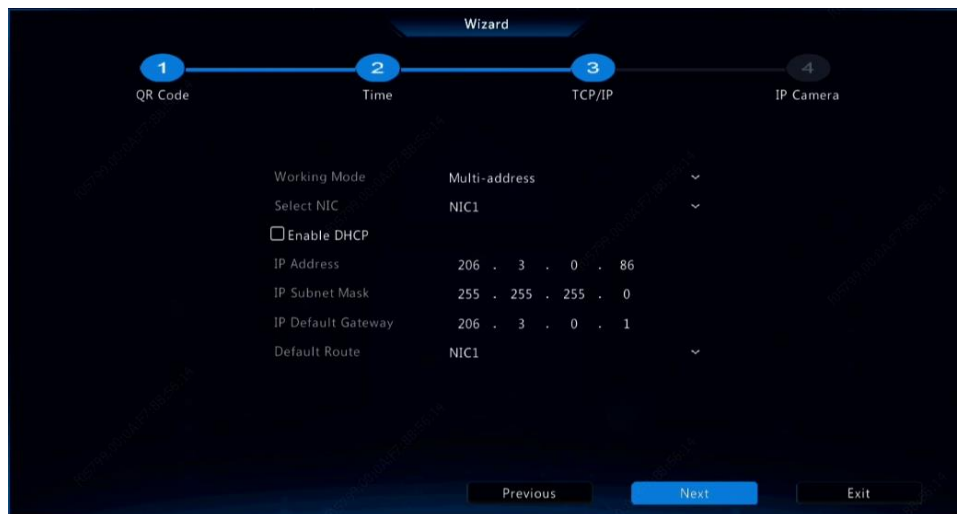 Wizard
1 2 3 4
QR Code Time TCP/IP IP Camera
Working Mode Multi-address
Select NIC NIC1
Enable DHCP
IP Address 206 . 3 . 0 . 86
IP Subnet Mask 255 . 255 . 255 . 0
IP Default Gateway 206 . 3 . 0 . 1
Default Route NIC1
Previous Next Exit